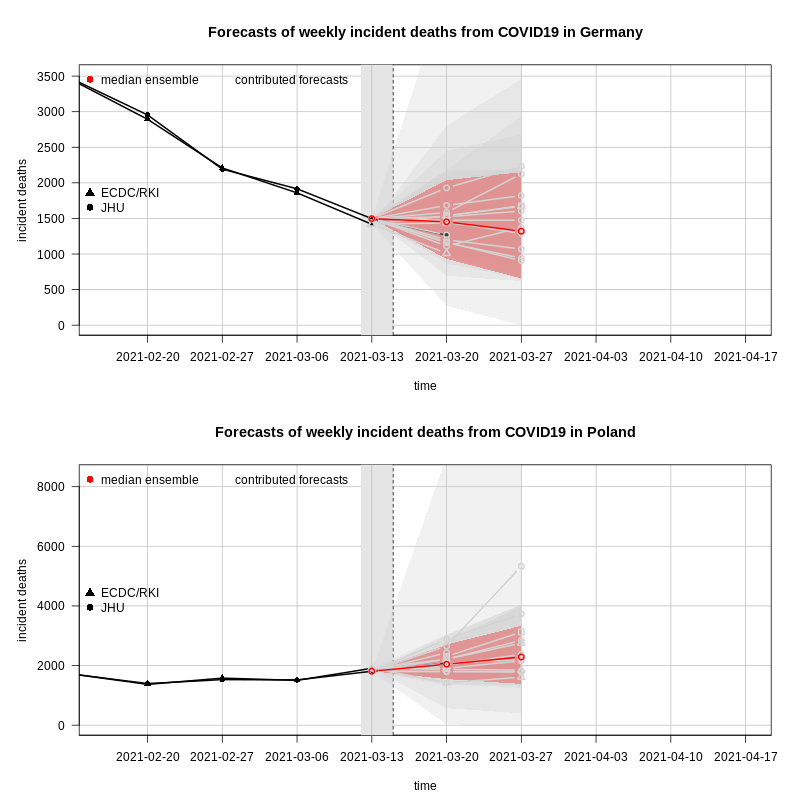 Forecasts of weekly incident deaths from COVID19 in Germany
median ensemble contributed forecasts
ECDC/RKI
JHU
incident deaths
3500
3000
2500
2000
1500
1000
500
0
2021-02-20 2021-02-27 2021-03-06 2021-03-13 2021-03-20 2021-03-27 2021-04-03 2021-04-10 2021-04-17
time
Forecasts of weekly incident deaths from COVID19 in Poland
median ensemble contributed forecasts
ECDC/RKI
JHU
incident deaths
8000
6000
4000
2000
0
2021-02-20 2021-02-27 2021-03-06 2021-03-13 2021-03-20 2021-03-27 2021-04-03 2021-04-10 2021-04-17
time